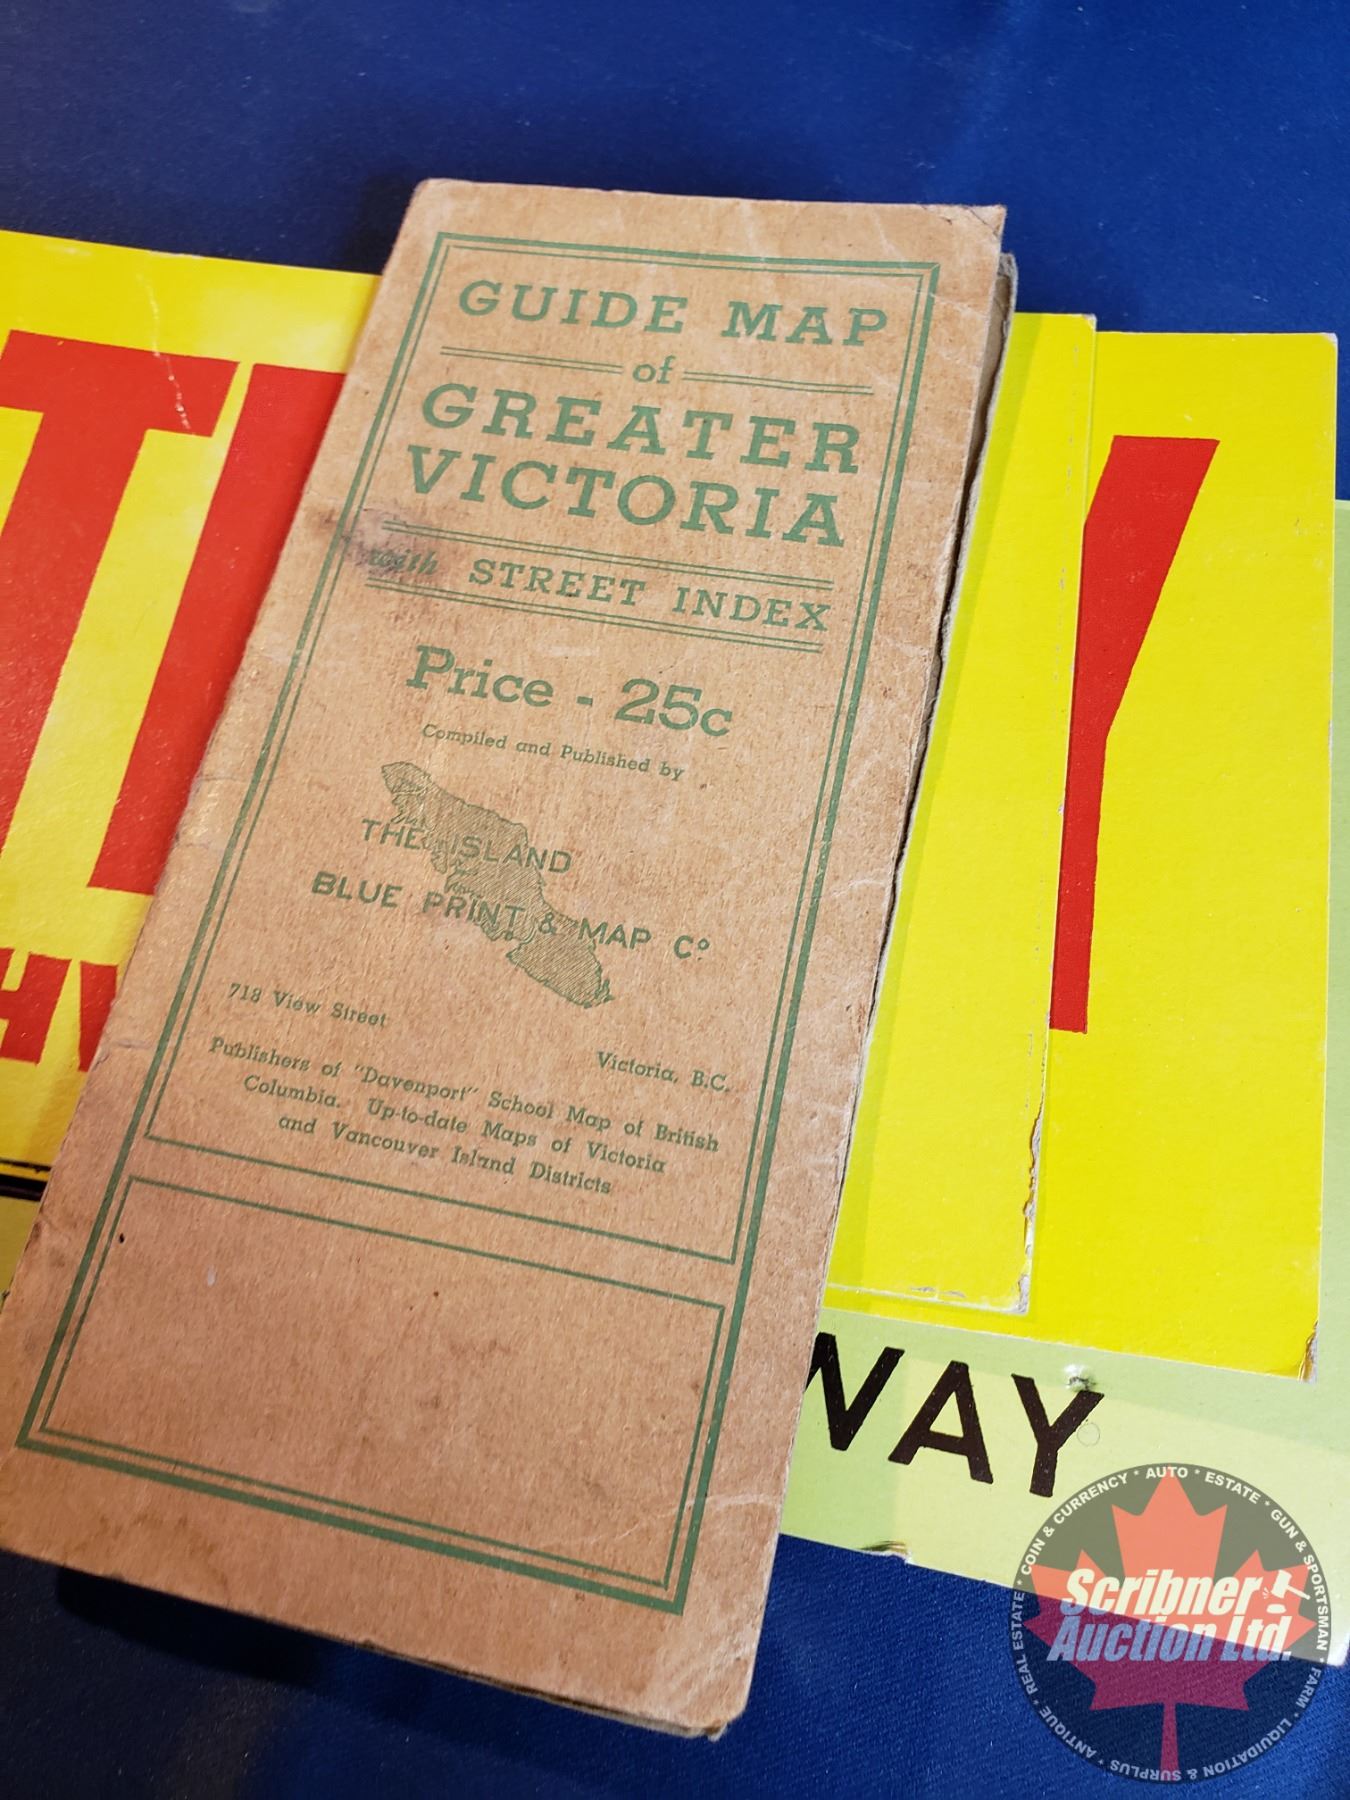 GUIDE MAP
of
GREATER
VICTORIA
with STREET INDEX
Price - 25c
Compiled and Published by
THE ISLAND
BLUE PRINT & MAP Cº
718 View Street
Victoria, B.C.
Publishers of "Davenport" School Map of British
Columbia. Up-to-date Maps of Victoria
and Vancouver Island Districts
T
Y
WAY
COIN & CURRENCY * AUTO * ESTATE * GUN & SPORTSMAN * FARM * LIQUIDATION & SURPLUS * ANTIQUE * REAL ESTATE *
Scribner
Auction Ltd.